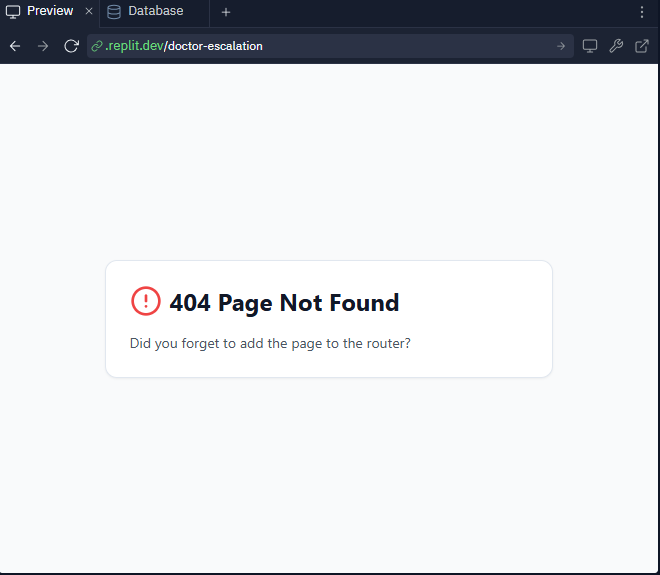 Preview
Database
.replit.dev/doctor-escalation
404 Page Not Found
Did you forget to add the page to the router?